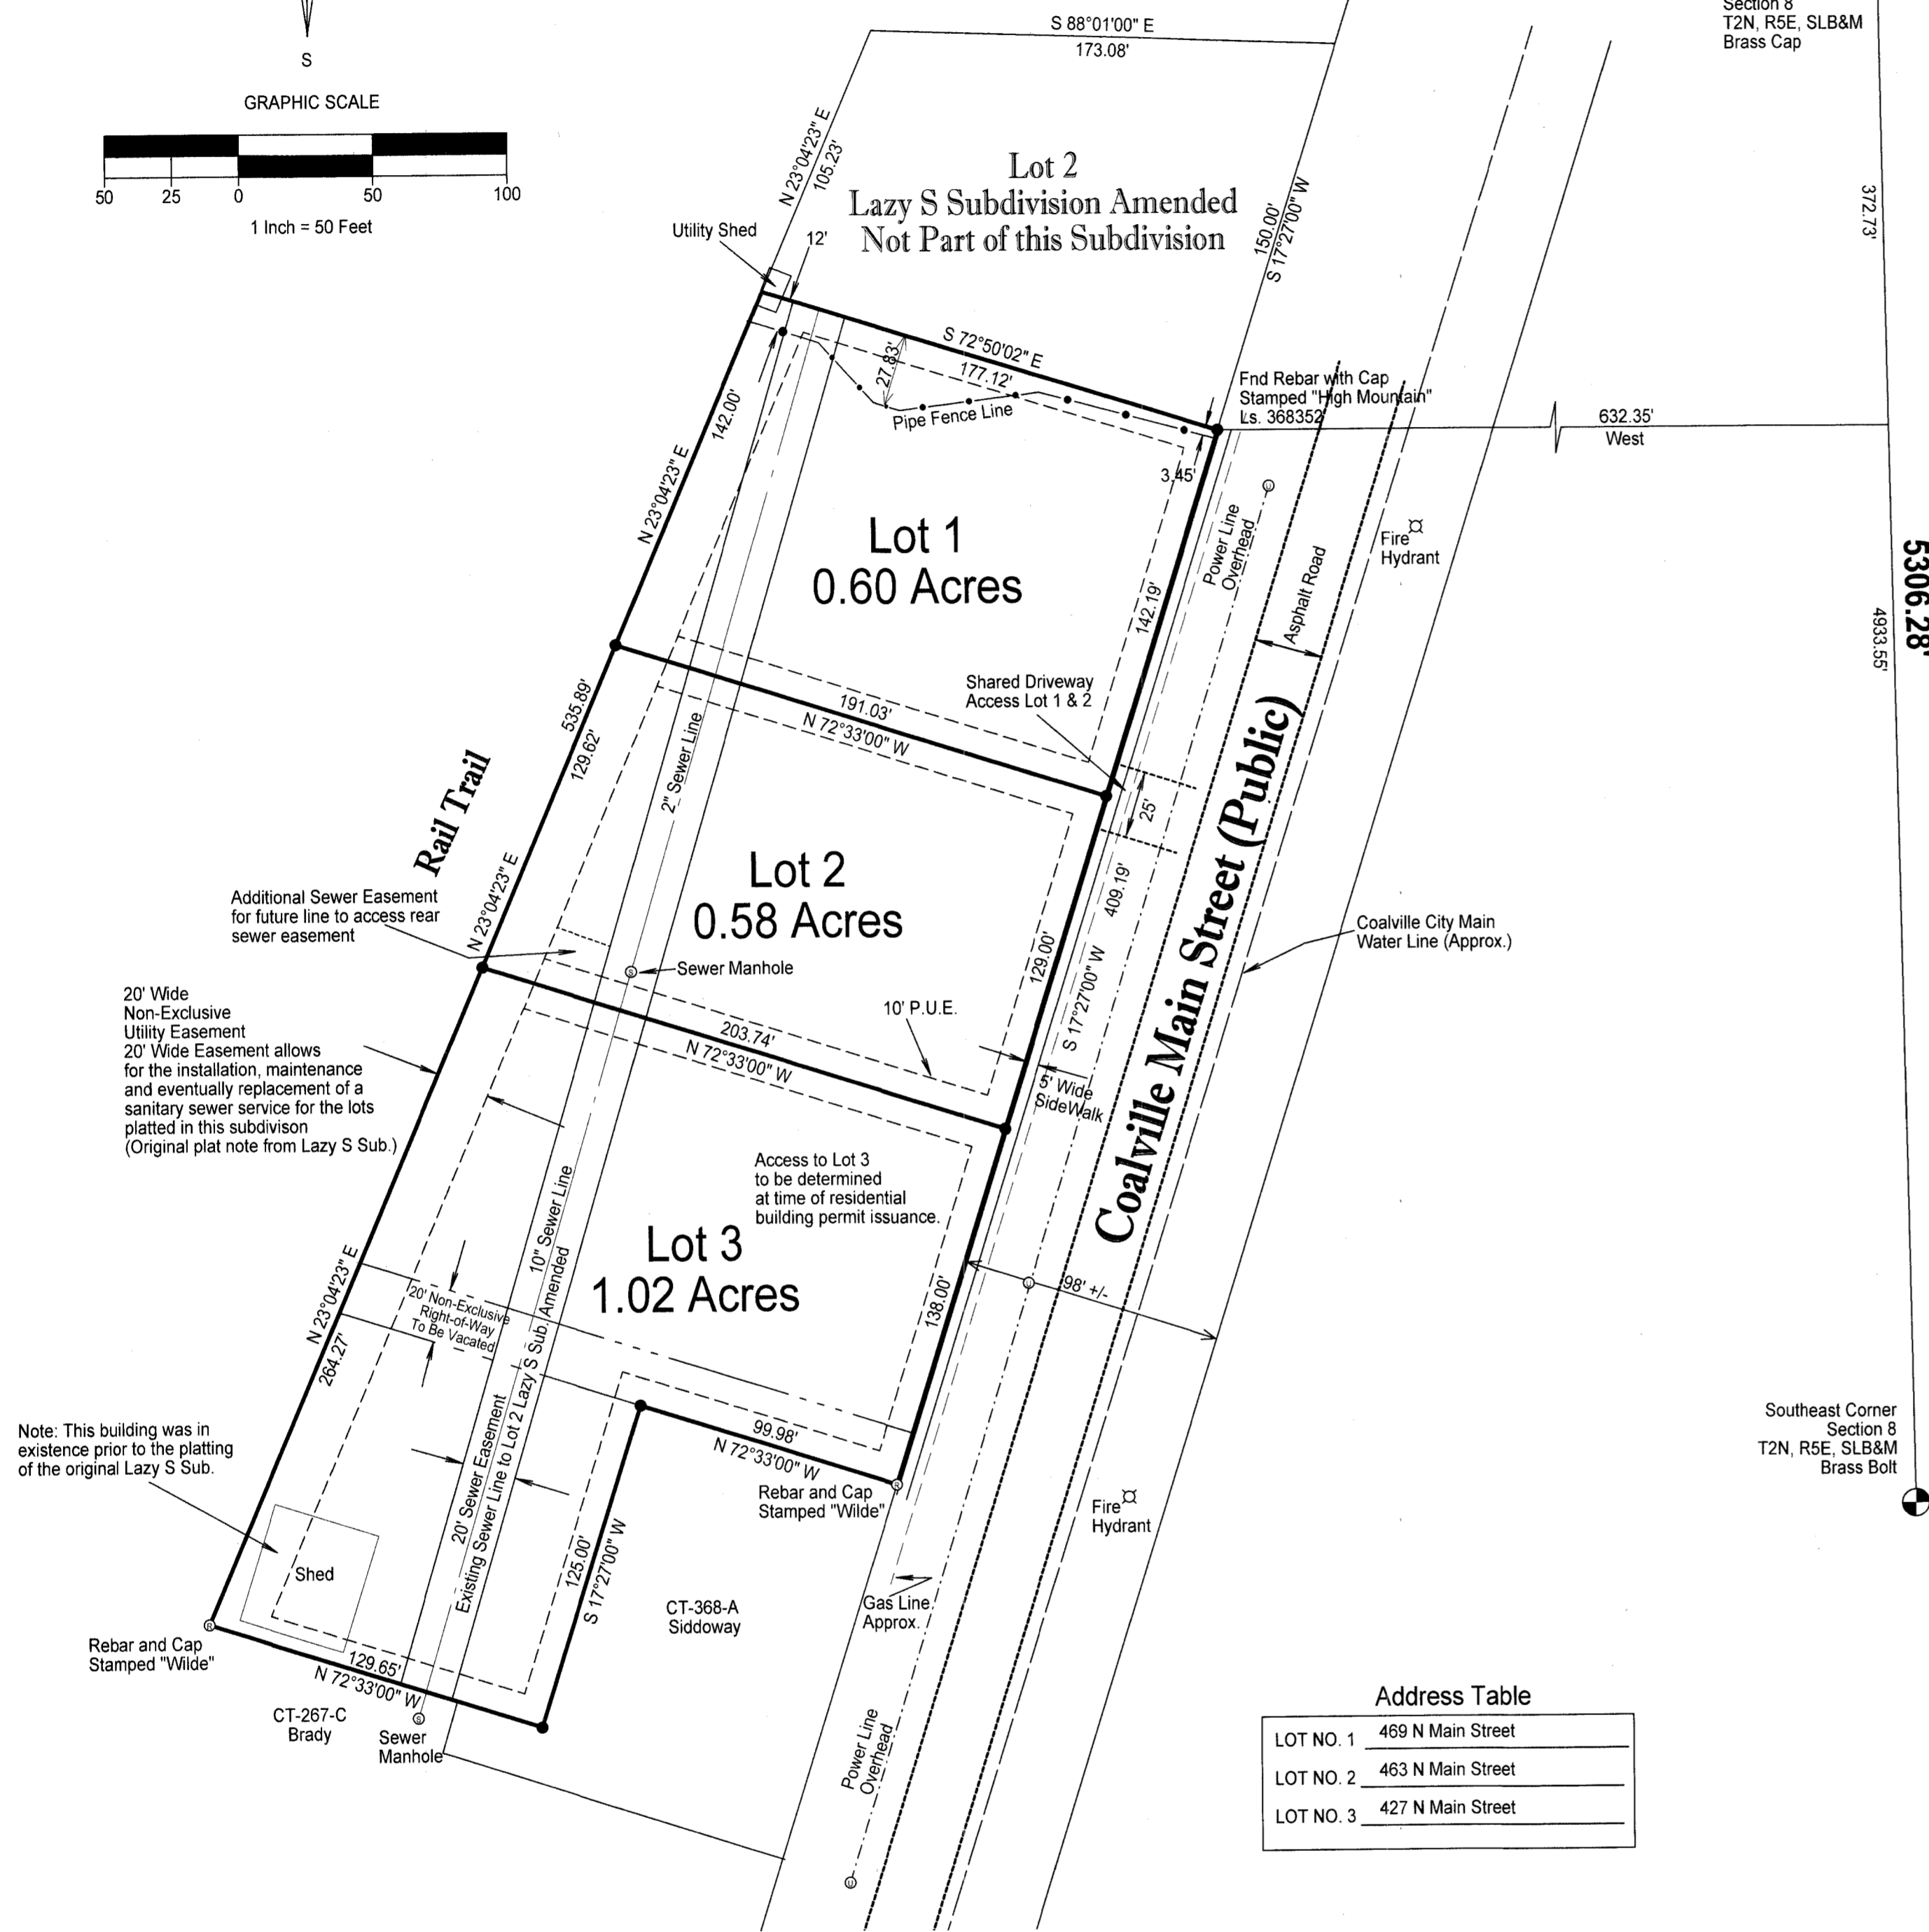 S
GRAPHIC SCALE
50 25 0 50 100
1 Inch = 50 Feet
S 88°01'00" E
173.08'
Section 8
T2N, R5E, SLB&M
Brass Cap
N 23°04'23" E
105.23'
Lot 2
Lazy S Subdivision Amended
Not Part of this Subdivision
150.00'
S 17°27'00" W
372.73'
Utility Shed
12'
S 72°50'02" E
177.12'
27.83'
Pipe Fence Line
Fnd Rebar with Cap
Stamped "High Mountain"
Ls. 368352
632.35'
West
142.00'
N 23°04'23" E
3.45'
Lot 1
0.60 Acres
142.19'
Power Line
Overhead
U
Asphalt Road
Fire
Hydrant
5306.28'
4933.55'
Shared Driveway
Access Lot 1 & 2
191.03'
N 72°33'00" W
535.89'
129.62'
2" Sewer Line
25'
Rail Trail
Lot 2
0.58 Acres
409.19'
Coalville Main Street (Public)
Additional Sewer Easement
for future line to access rear
sewer easement
N 23°04'23" E
S
Sewer Manhole
129.00'
S 17°27'00" W
Coalville City Main
Water Line (Approx.)
20' Wide
Non-Exclusive
Utility Easement
20' Wide Easement allows
for the installation, maintenance
and eventually replacement of a
sanitary sewer service for the lots
platted in this subdivison
(Original plat note from Lazy S Sub.)
10' P.U.E.
203.74'
N 72°33'00" W
5' Wide
SideWalk
Access to Lot 3
to be determined
at time of residential
building permit issuance.
10" Sewer Line
Lot 3
1.02 Acres
138.00'
U
98' +/-
N 23°04'23" E
264.27'
20' Non-Exclusive
Right-of-Way
To Be Vacated
20' Sewer Easement
Existing Sewer Line to Lot 2 Lazy S Sub. Amended
99.98'
N 72°33'00" W
R
Rebar and Cap
Stamped "Wilde"
Fire
Hydrant
Southeast Corner
Section 8
T2N, R5E, SLB&M
Brass Bolt
Note: This building was in
existence prior to the platting
of the original Lazy S Sub.
Shed
125.00'
S 17°27'00" W
CT-368-A
Siddoway
Gas Line
Approx.
R
Rebar and Cap
Stamped "Wilde"
129.65'
N 72°33'00" W
CT-267-C
Brady
S
Sewer
Manhole
Power Line
Overhead
U
Address Table
LOT NO. 1 469 N Main Street
LOT NO. 2 463 N Main Street
LOT NO. 3 427 N Main Street